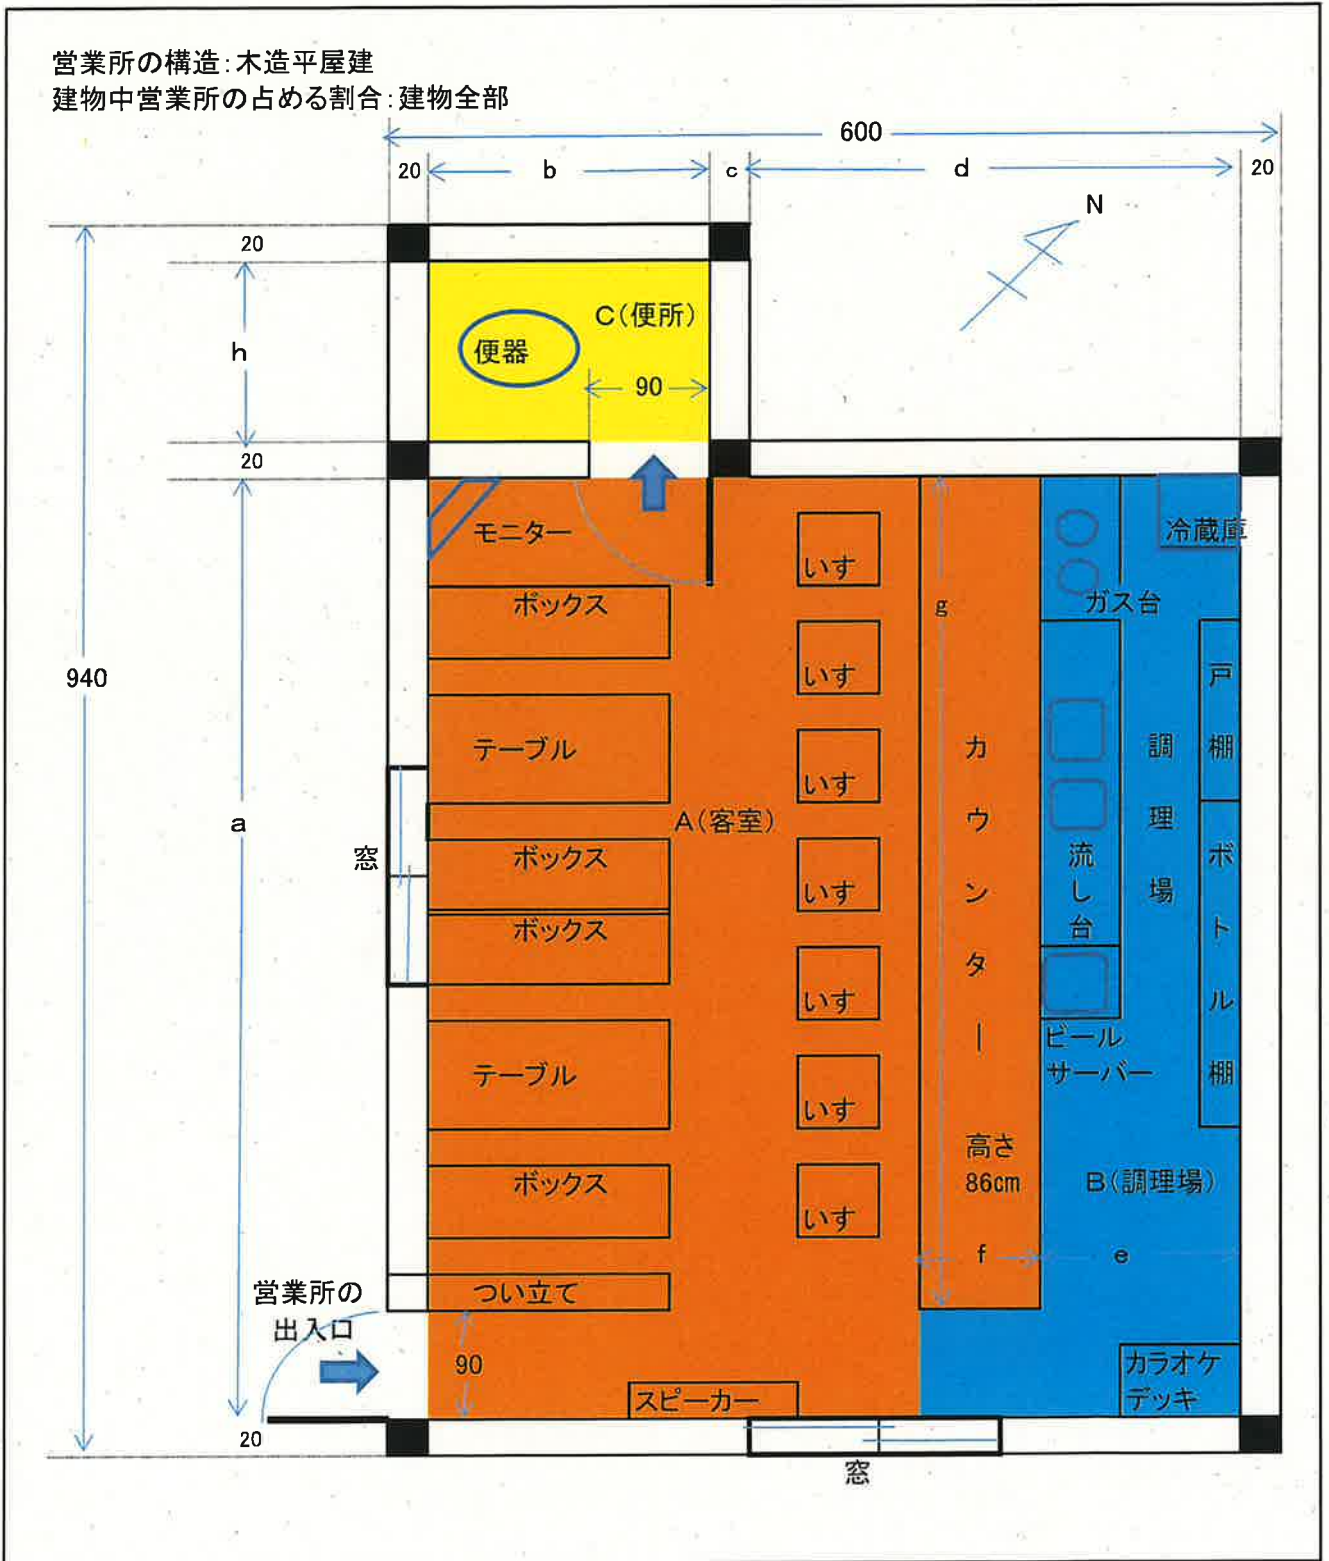 営業所の構造:木造平屋建
建物中営業所の占める割合:建物全部
600
20
b
c
d
20
N
20
C(便所)
h
便器
90
20
モニター
いす
冷蔵庫
ボックス
ガス台
g
いす
戸棚
940
テーブル
カウンター
調理場
いす
a
A(客室)
窓
ボックス
いす
流し台
ボトル棚
ボックス
いす
ビール
サーバー
テーブル
いす
高さ
86cm
B(調理場)
ボックス
いす
f
e
営業所の
出入口
つい立て
90
カラオケ
デッキ
スピーカー
20
窓